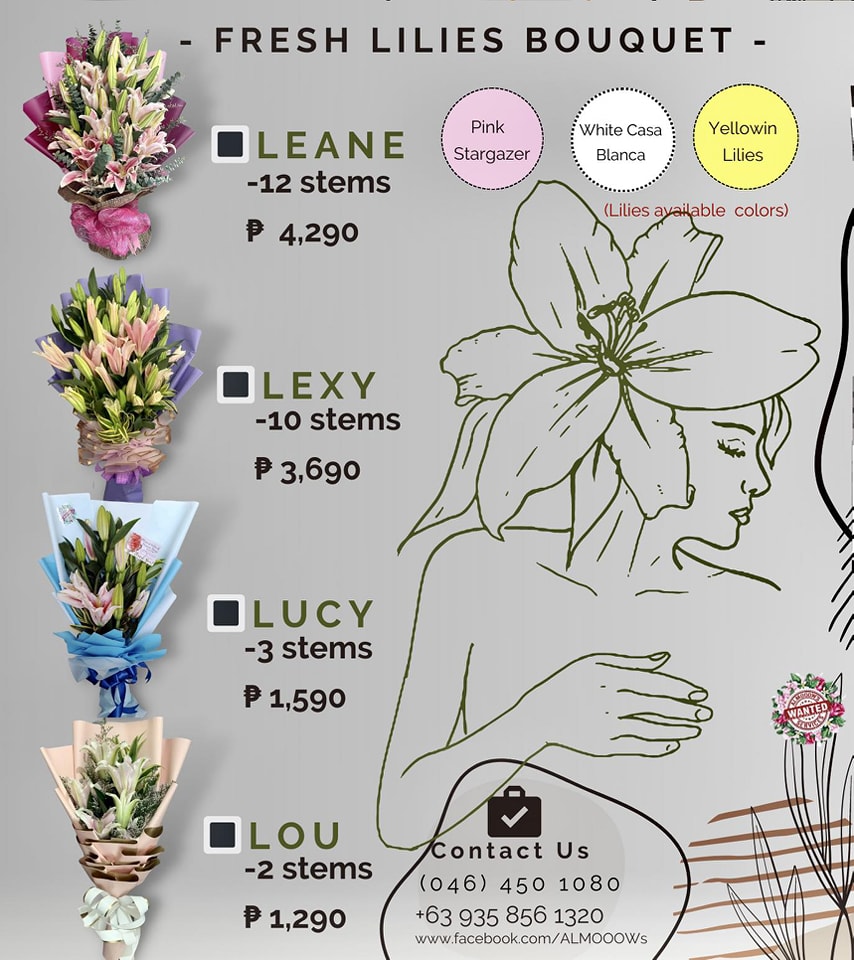 - FRESH LILIES BOUQUET -
Pink
Stargazer
White Casa
Blanca
Yellowin
Lilies
(Lilies available colors)
LEANE
-12 stems
₱ 4,290
LEXY
-10 stems
₱ 3,690
LUCY
-3 stems
₱ 1,590
WANTED
SERVICES
LOU
-2 stems
₱ 1,290
Contact Us
(046) 450 1080
+63 935 856 1320
www.facebook.com/ALMOOOWs